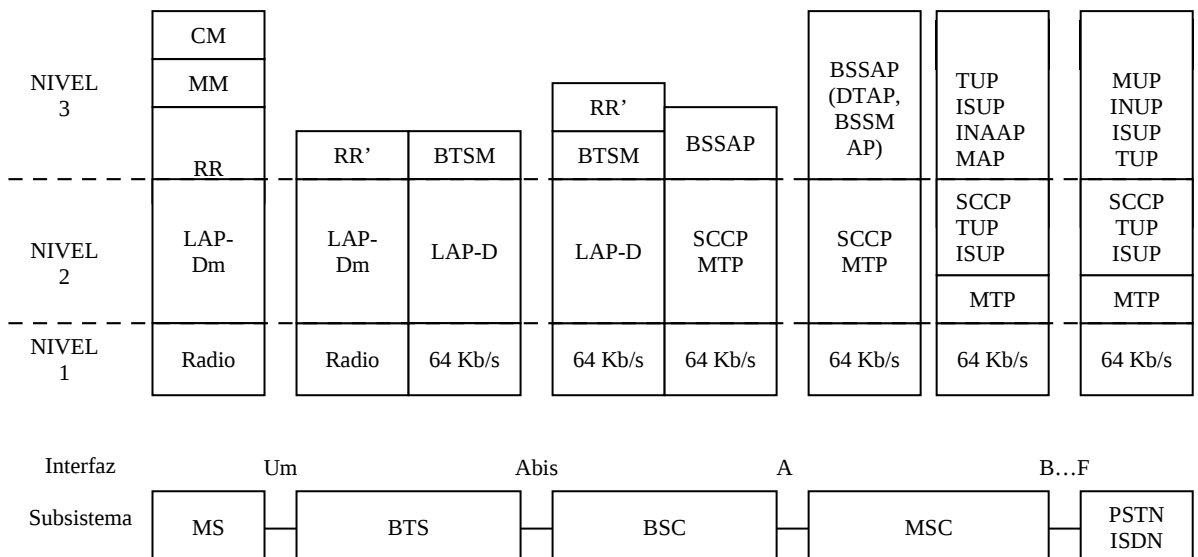 CM
MM
NIVEL
3
RR
RR’
BTSM
RR’
BTSM
BSSAP
BSSAP
(DTAP,
BSSM
AP)
TUP
ISUP
INAAP
MAP
MUP
INUP
ISUP
TUP
NIVEL
2
LAP-
Dm
LAP-
Dm
LAP-D
LAP-D
SCCP
MTP
SCCP
MTP
SCCP
TUP
ISUP
MTP
SCCP
TUP
ISUP
MTP
NIVEL
1
Radio
Radio
64 Kb/s
64 Kb/s
64 Kb/s
64 Kb/s
64 Kb/s
64 Kb/s
Interfaz
Um
Abis
A
B…F
Subsistema
MS
BTS
BSC
MSC
PSTN
ISDN